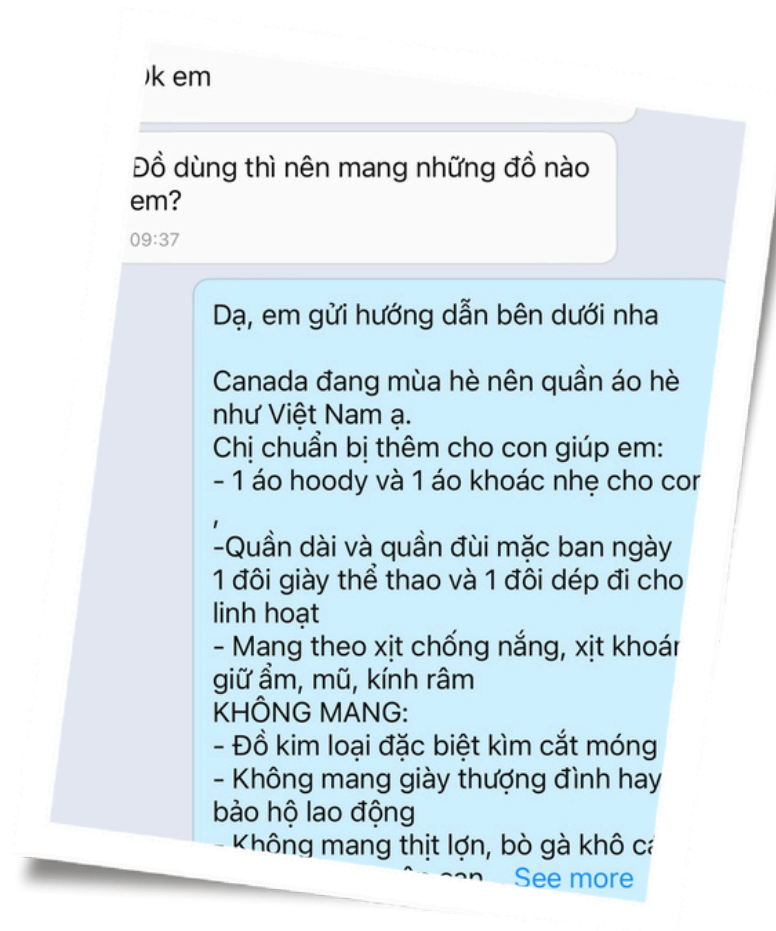 em
Đồ dùng thì nên mang những đồ nào
em?
09:37
Dạ, em gửi hướng dẫn bên dưới nha
Canada đang mùa hè nên quần áo hè
như Việt Nam ạ.
Chị chuẩn bị thêm cho con giúp em:
- 1 áo hoody và 1 áo khoác nhẹ cho
,
-Quần dài và quần đùi mặc ban ngày
1 đôi giày thể thao và 1 đôi dép đi cho
linh hoạt
- Mang theo xịt chống nắng, xịt
giữ ẩm, mũ, kính râm
KHÔNG MANG:
- Đồ kim loại đặc biệt kìm cắt móng
- Không mang giày thượng đình hay
bảo hộ lao động
- Không mang thịt lợn, bò gà khô
See more